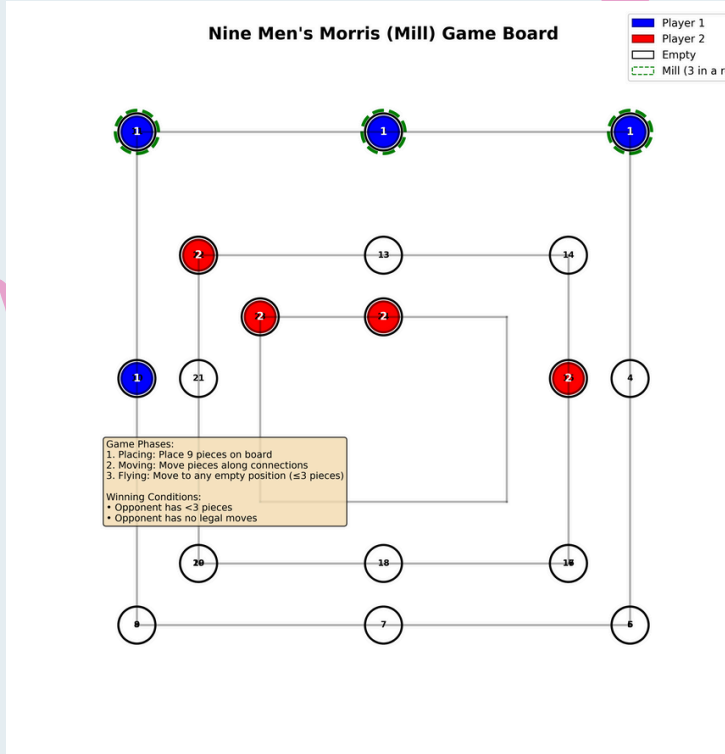 Nine Men's Morris (Mill) Game Board
Player 1
Player 2
Empty
Mill (3 in a r
1
1
1
2
13
14
2
2
1
21
2
4
Game Phases:
1. Placing: Place 9 pieces on board
2. Moving: Move pieces along connections
3. Flying: Move to any empty position (≤3 pieces)
Winning Conditions:
• Opponent has <3 pieces
• Opponent has no legal moves
18
7